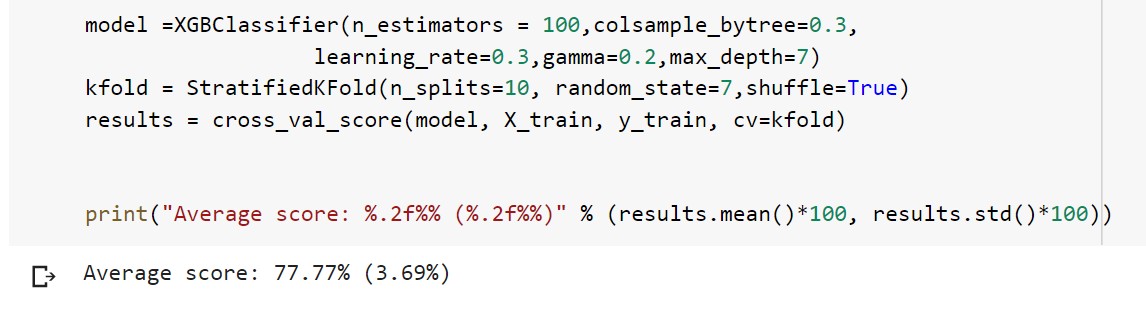 model =XGBClassifier(n_estimators = 100,colsample_bytree=0.3,
learning_rate=0.3,gamma=0.2,max_depth=7)
kfold = StratifiedKFold(n_splits=10, random_state=7,shuffle=True)
results = cross_val_score(model, X_train, y_train, cv=kfold)
print("Average score: %.2f%% (%.2f%%)" % (results.mean()*100, results.std()*100))
Average score: 77.77% (3.69%)